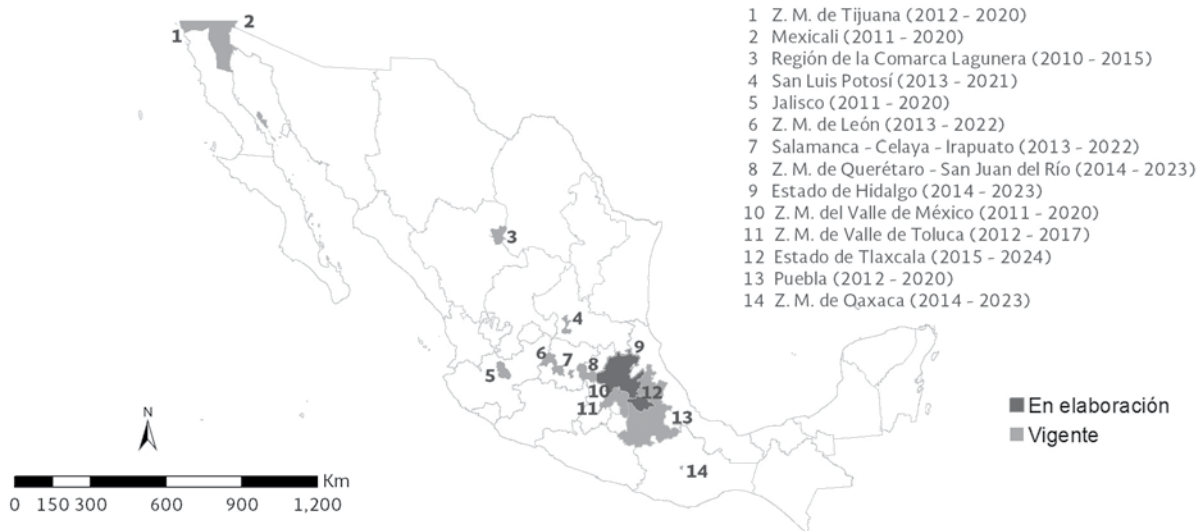 1 Z. M. de Tijuana (2012 - 2020)
2 Mexicali (2011 - 2020)
3 Región de la Comarca Lagunera (2010 - 2015)
4 San Luis Potosí (2013 - 2021)
5 Jalisco (2011 - 2020)
6 Z. M. de León (2013 - 2022)
7 Salamanca - Celaya - Irapuato (2013 - 2022)
8 Z. M. de Querétaro - San Juan del Río (2014 - 2023)
9 Estado de Hidalgo (2014 - 2023)
10 Z. M. del Valle de México (2011 - 2020)
11 Z. M. de Valle de Toluca (2012 - 2017)
12 Estado de Tlaxcala (2015 - 2024)
13 Puebla (2012 - 2020)
14 Z. M. de Oaxaca (2014 - 2023)
1
2
3
4
5
6
7
8
9
10
11
12
13
14
En elaboración
Vigente
N
Km
0 150 300 600 900 1,200